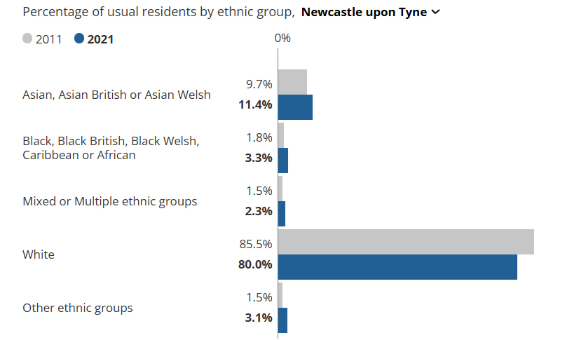 Percentage of usual residents by ethnic group, Newcastle upon Tyne
2011 2021
0%
Asian, Asian British or Asian Welsh
9.7%
11.4%
Black, Black British, Black Welsh,
Caribbean or African
1.8%
3.3%
Mixed or Multiple ethnic groups
1.5%
2.3%
White
85.5%
80.0%
Other ethnic groups
1.5%
3.1%